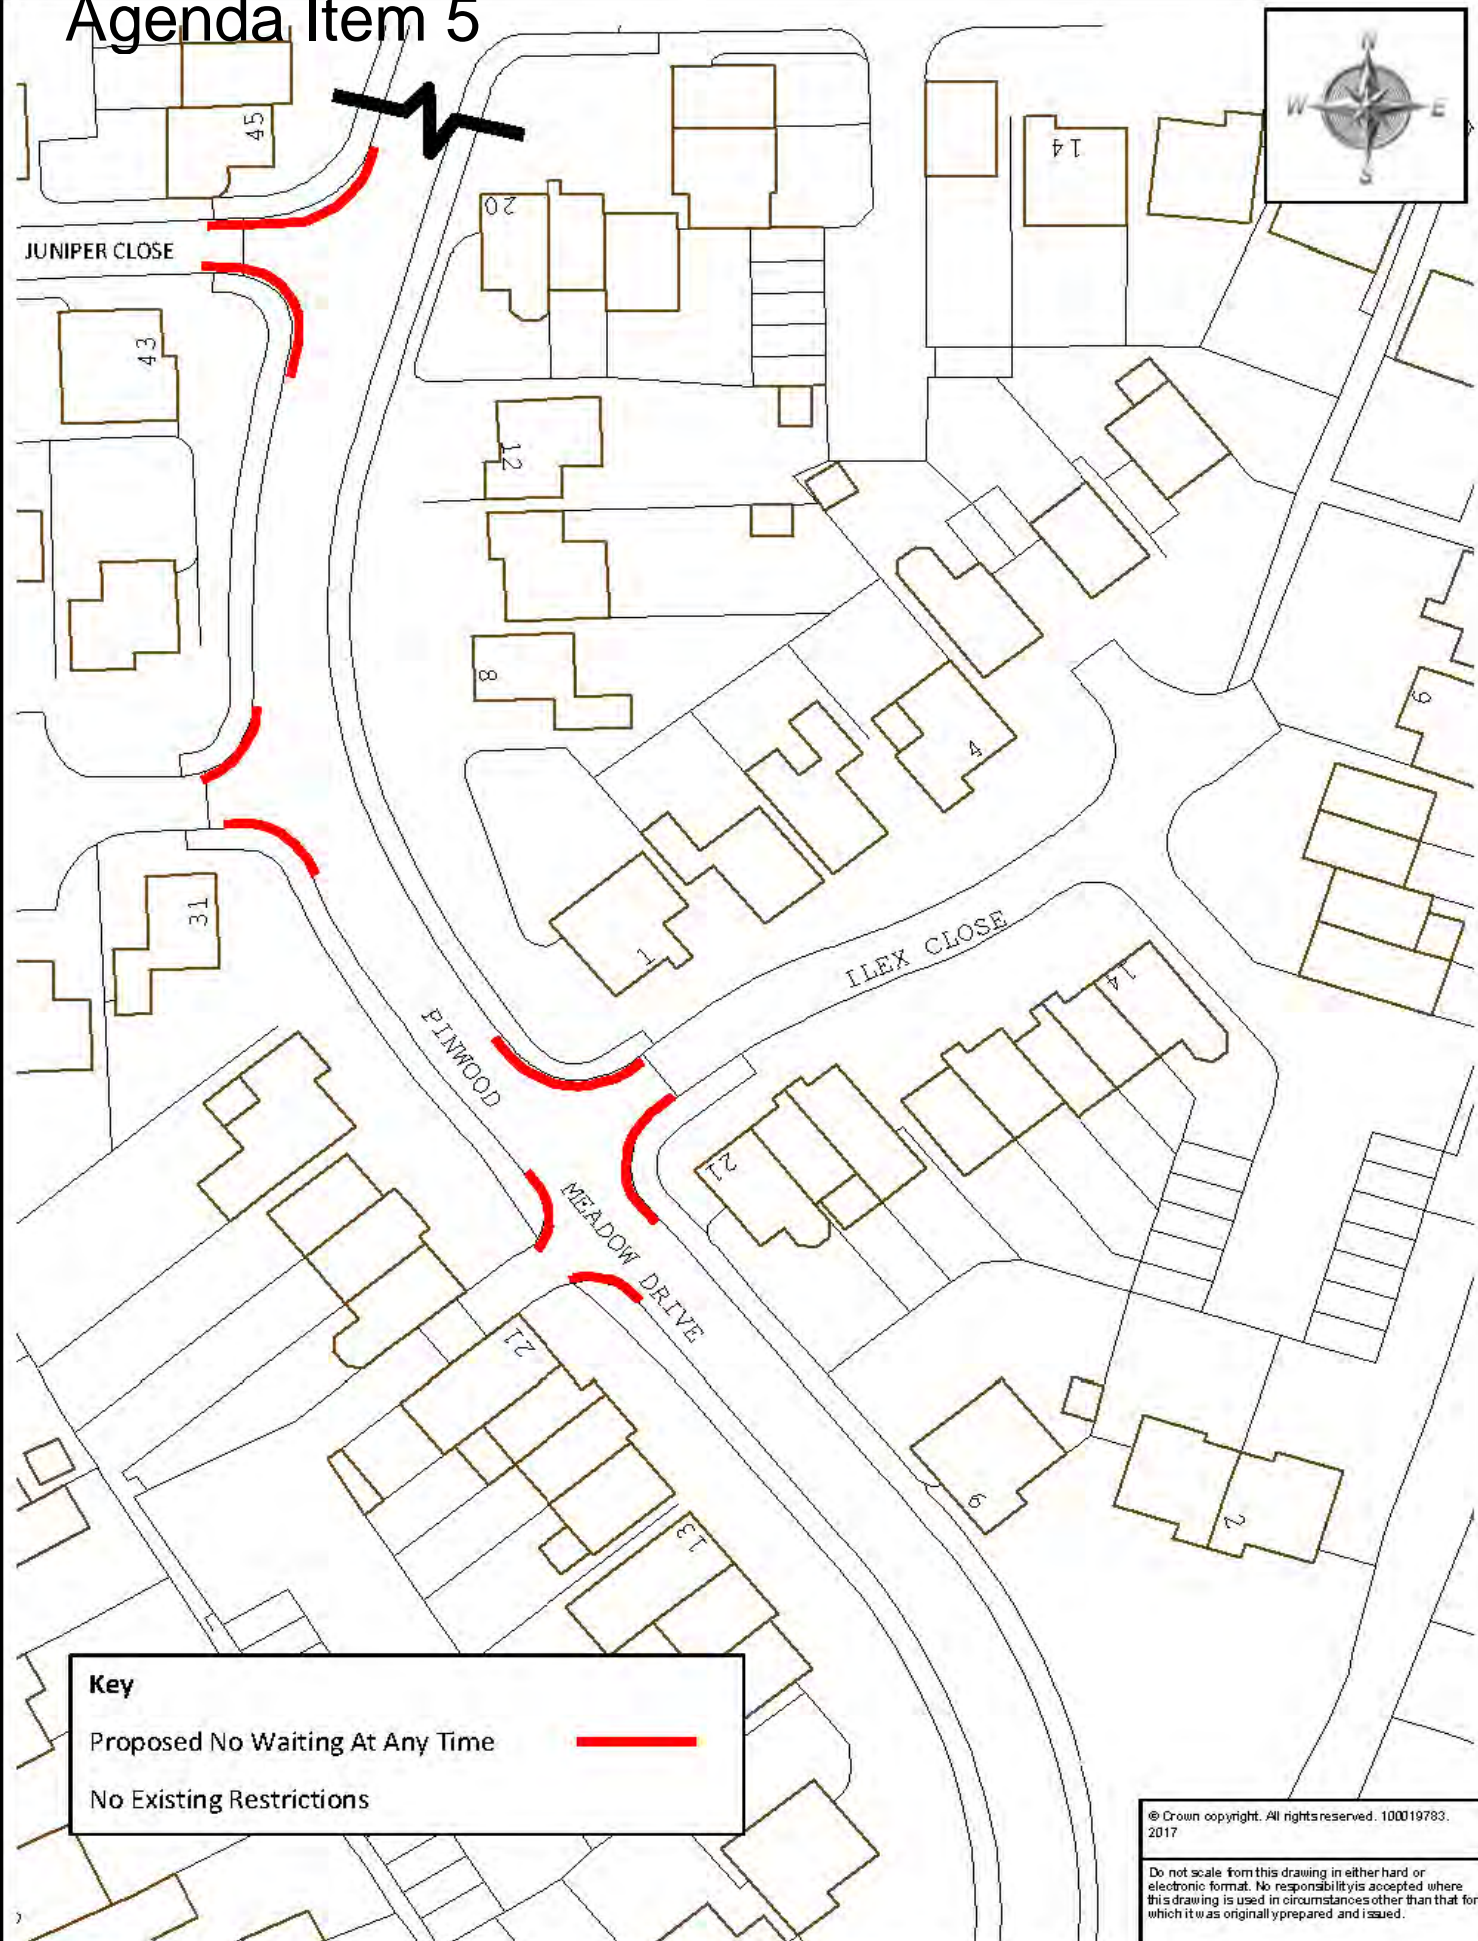 Agenda Item 5
N
W
E
S
45
JUNIPER CLOSE
43
20
14
12
8
4
9
31
1
ILEX CLOSE
14
PINWOOD
MEADOW DRIVE
21
21
13
9
2
Key
Proposed No Waiting At Any Time
No Existing Restrictions
© Crown copyright. All rights reserved. 100019783.
2017
Do not scale from this drawing in either hard or
electronic format. No responsibility is accepted where
this drawing is used in circumstances other than that for
which it was originally prepared and issued.